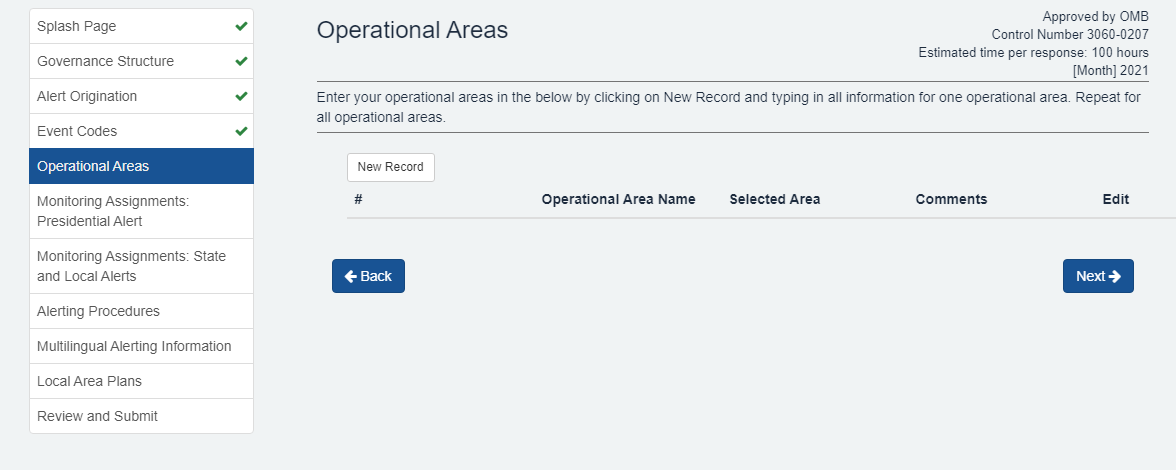 Splash Page
Governance Structure
Alert Origination
Event Codes
Operational Areas
Monitoring Assignments:
Presidential Alert
Monitoring Assignments: State
and Local Alerts
Alerting Procedures
Multilingual Alerting Information
Local Area Plans
Review and Submit
Operational Areas
Approved by OMB
Control Number 3060-0207
Estimated time per response: 100 hours
[Month] 2021
Enter your operational areas in the below by clicking on New Record and typing in all information for one operational area. Repeat for
all operational areas.
New Record
# Operational Area Name Selected Area Comments Edit
Back
Next